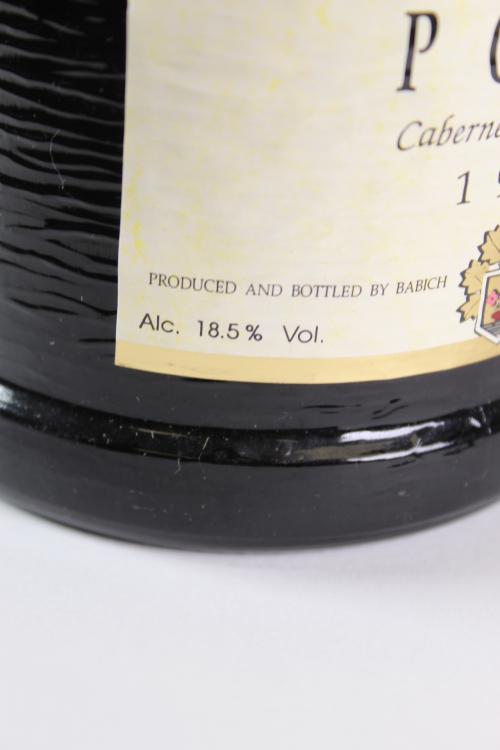 P
Caberne
1
PRODUCED AND BOTTLED BY BABICH
Alc. 18.5% Vol.